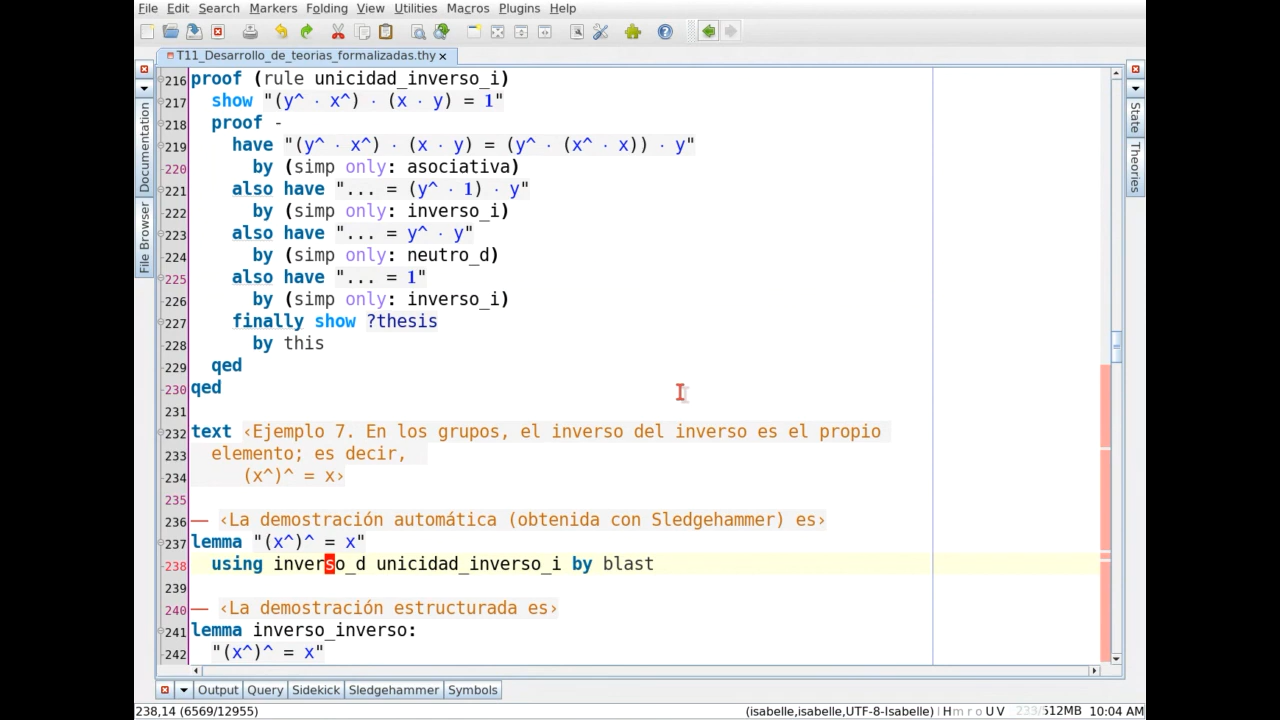 File Edit Search Markers Folding View Utilities Macros Plugins Help
T11_Desarrollo_de_teorias_formalizadas.thy
216 proof (rule unicidad_inverso_i)
217 show "(y^ · x^) · (x · y) = 1"
218 proof -
219 have "(y^ · x^) · (x · y) = (y^ · (x^ · x)) · y"
220 by (simp only: asociativa)
221 also have "... = (y^ · 1) · y"
222 by (simp only: inverso_i)
223 also have "... = y^ · y"
224 by (simp only: neutro_d)
225 also have "... = 1"
226 by (simp only: inverso_i)
227 finally show ?thesis
228 by this
229 qed
230 qed
231
232 text ‹Ejemplo 7. En los grupos, el inverso del inverso es el propio
233 elemento; es decir,
234 (x^)^ = x›
235
236 — ‹La demostración automática (obtenida con Sledgehammer) es›
237 lemma "(x^)^ = x"
238 using inverso_d unicidad_inverso_i by blast
239
240 — ‹La demostración estructurada es›
241 lemma inverso_inverso:
242 "(x^)^ = x"
Documentation
File Browser
State
Theories
Output Query Sidekick Sledgehammer Symbols
238,14 (6569/12955) (isabelle,isabelle,UTF-8-Isabelle) | H m r o U V 233/512MB 10:04 AM